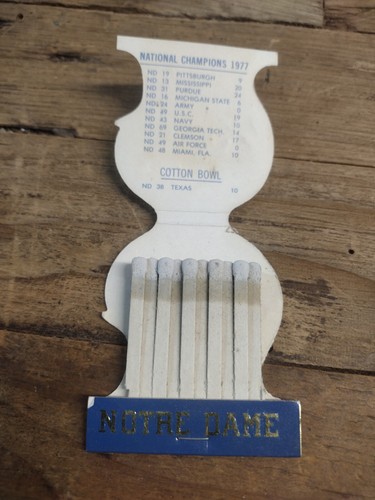 NATIONAL CHAMPIONS 1977
ND 19 PITTSBURGH 9
ND 13 MISSISSIPPI 20
ND 31 PURDUE 24
ND 16 MICHIGAN STATE 6
ND 24 ARMY 0
ND 49 U.S.C. 19
ND 43 NAVY 10
ND 69 GEORGIA TECH. 14
ND 21 CLEMSON 17
ND 49 AIR FORCE 0
ND 48 MIAMI, FLA. 10
COTTON BOWL
ND 38 TEXAS 10
NOTRE DAME